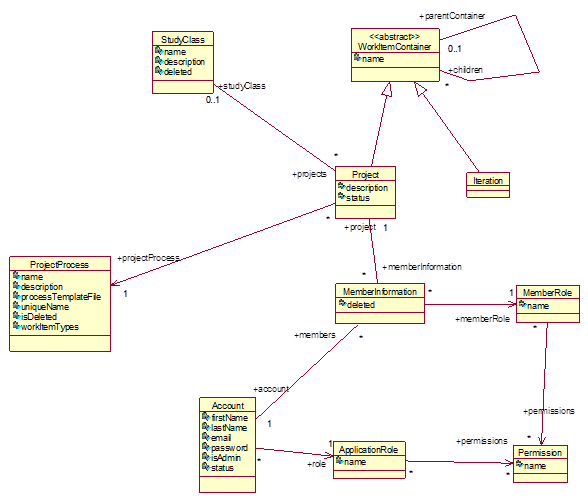 +parentContainer
<<abstract>>
WorkItemContainer
name
0..1
+children
*
StudyClass
name
description
deleted
+studyClass
0..1
*
+projects
Project
description
status
Iteration
*
1
+project
+projectProcess
1
ProjectProcess
name
description
processTemplateFile
uniqueName
isDeleted
workItemTypes
+memberInformation
*
MemberInformation
deleted
*
1
+memberRole
MemberRole
name
*
+members
*
+account
1
+permissions
*
Account
firstName
lastName
email
password
isAdmin
status
*
1
+role
ApplicationRole
name
*
+permissions
*
Permission
name